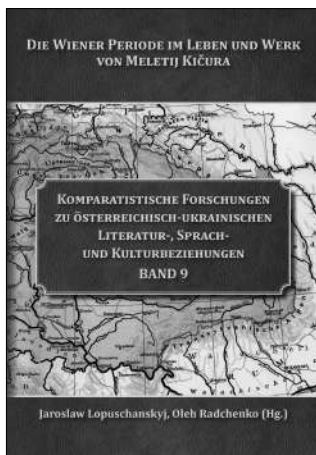 DIE WIENER PERIODE IM LEBEN UND WERK
VON MELETIJ KIČURA
KOMPARATISTISCHE FORSCHUNGEN
ZU ÖSTERREICHISCH-UKRAINISCHEN
LITERATUR-, SPRACH-
UND KULTURBEZIEHUNGEN
BAND 9
Jaroslaw Lopuschanskyj, Oleh Radchenko (Hg.)